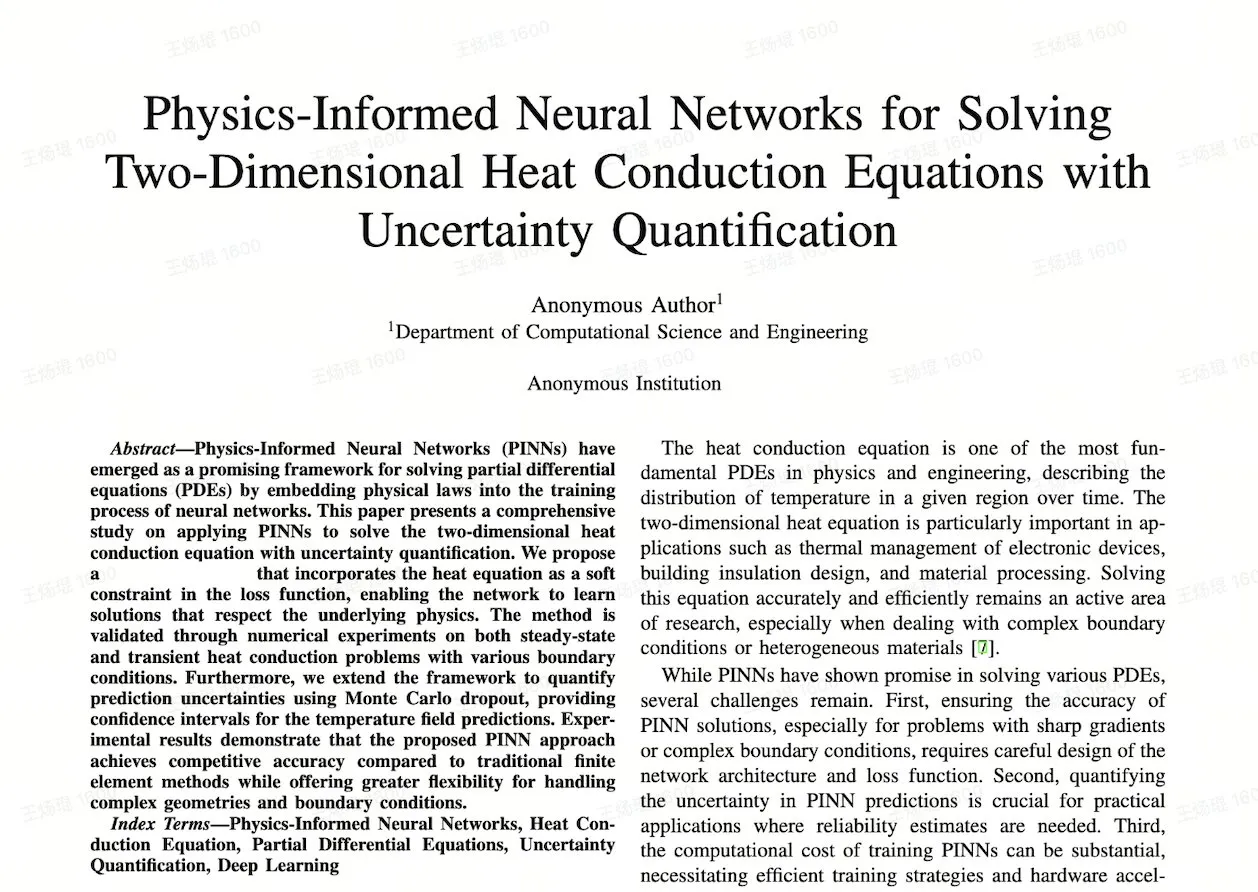 Physics-Informed Neural Networks for Solving
Two-Dimensional Heat Conduction Equations with
Uncertainty Quantification
Anonymous Author1
1Department of Computational Science and Engineering
Anonymous Institution
Abstract—Physics-Informed Neural Networks (PINNs) have
emerged as a promising framework for solving partial differential
equations (PDEs) by embedding physical laws into the training
process of neural networks. This paper presents a comprehensive
study on applying PINNs to solve the two-dimensional heat
conduction equation with uncertainty quantification. We propose
a that incorporates the heat equation as a soft
constraint in the loss function, enabling the network to learn
solutions that respect the underlying physics. The method is
validated through numerical experiments on both steady-state
and transient heat conduction problems with various boundary
conditions. Furthermore, we extend the framework to quantify
prediction uncertainties using Monte Carlo dropout, providing
confidence intervals for the temperature field predictions. Exper-
imental results demonstrate that the proposed PINN approach
achieves competitive accuracy compared to traditional finite
element methods while offering greater flexibility for handling
complex geometries and boundary conditions.
Index Terms—Physics-Informed Neural Networks, Heat Con-
duction Equation, Partial Differential Equations, Uncertainty
Quantification, Deep Learning
The heat conduction equation is one of the most fun-
damental PDEs in physics and engineering, describing the
distribution of temperature in a given region over time. The
two-dimensional heat equation is particularly important in ap-
plications such as thermal management of electronic devices,
building insulation design, and material processing. Solving
this equation accurately and efficiently remains an active area
of research, especially when dealing with complex boundary
conditions or heterogeneous materials [7].
While PINNs have shown promise in solving various PDEs,
several challenges remain. First, ensuring the accuracy of
PINN solutions, especially for problems with sharp gradients
or complex boundary conditions, requires careful design of the
network architecture and loss function. Second, quantifying
the uncertainty in PINN predictions is crucial for practical
applications where reliability estimates are needed. Third,
the computational cost of training PINNs can be substantial,
necessitating efficient training strategies and hardware accel-
王炀琨 1600